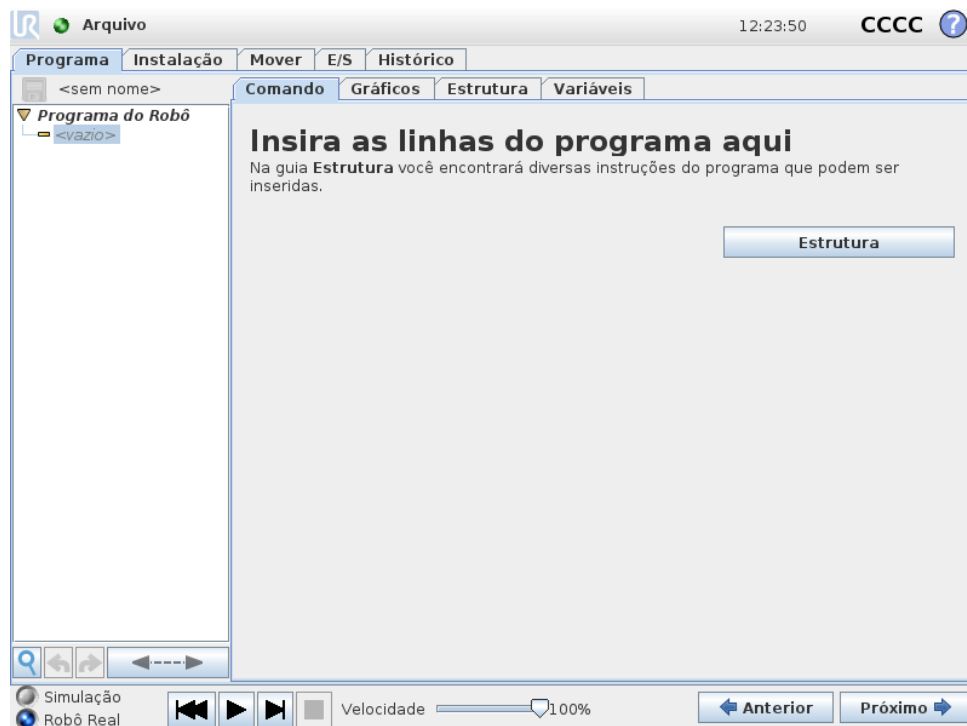 UR Arquivo 12:23:50 CCCC ?
Programa Instalação Mover E/S Histórico
<sem nome> Comando Gráficos Estrutura Variáveis
Programa do Robô
<vazio>
Insira as linhas do programa aqui
Na guia Estrutura você encontrará diversas instruções do programa que podem ser
inseridas.
Estrutura
Simulação
Robô Real
Velocidade 100%
Anterior Próximo